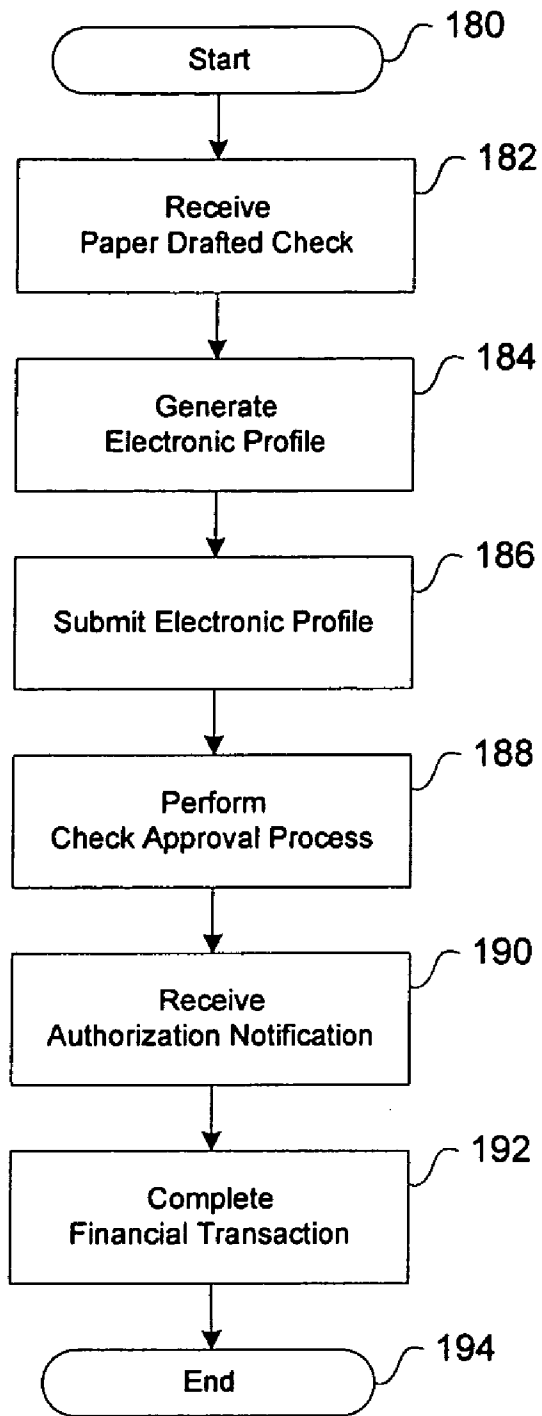 180
Start
182
Receive
Paper Drafted Check
184
Generate
Electronic Profile
186
Submit Electronic Profile
188
Perform
Check Approval Process
190
Receive
Authorization Notification
192
Complete
Financial Transaction
194
End